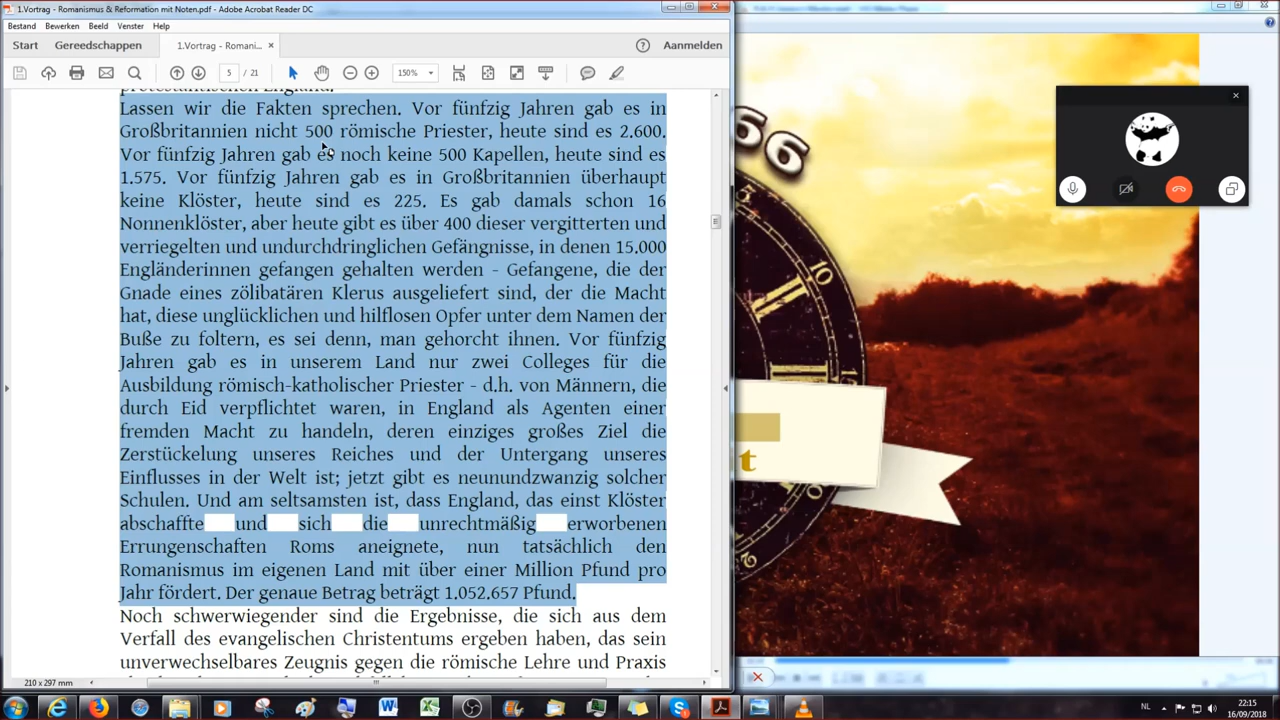 1.Vortrag - Romanismus & Reformation mit Noten.pdf - Adobe Acrobat Reader DC
Bestand Bewerken Beeld Venster Help
Start Gereedschappen 1.Vortrag - Romani... × Aanmelden
5 / 21 150%
protestantischen England.
Lassen wir die Fakten sprechen. Vor fünfzig Jahren gab es in
Großbritannien nicht 500 römische Priester, heute sind es 2.600.
Vor fünfzig Jahren gab es noch keine 500 Kapellen, heute sind es
1.575. Vor fünfzig Jahren gab es in Großbritannien überhaupt
keine Klöster, heute sind es 225. Es gab damals schon 16
Nonnenklöster, aber heute gibt es über 400 dieser vergitterten und
verriegelten und undurchdringlichen Gefängnisse, in denen 15.000
Engländerinnen gefangen gehalten werden - Gefangene, die der
Gnade eines zölibatären Klerus ausgeliefert sind, der die Macht
hat, diese unglücklichen und hilflosen Opfer unter dem Namen der
Buße zu foltern, es sei denn, man gehorcht ihnen. Vor fünfzig
Jahren gab es in unserem Land nur zwei Colleges für die
Ausbildung römisch-katholischer Priester - d.h. von Männern, die
durch Eid verpflichtet waren, in England als Agenten einer
fremden Macht zu handeln, deren einziges großes Ziel die
Zerstückelung unseres Reiches und der Untergang unseres
Einflusses in der Welt ist; jetzt gibt es neunundzwanzig solcher
Schulen. Und am seltsamsten ist, dass England, das einst Klöster
abschaffte und sich die unrechtmäßig erworbenen
Errungenschaften Roms aneignete, nun tatsächlich den
Romanismus im eigenen Land mit über einer Million Pfund pro
Jahr fördert. Der genaue Betrag beträgt 1.052.657 Pfund.
Noch schwerwiegender sind die Ergebnisse, die sich aus dem
Verfall des evangelischen Christentums ergeben haben, das sein
unverwechselbares Zeugnis gegen die römische Lehre und Praxis
210 x 297 mm
66
5
10
t
NL
22:15
16/09/2018